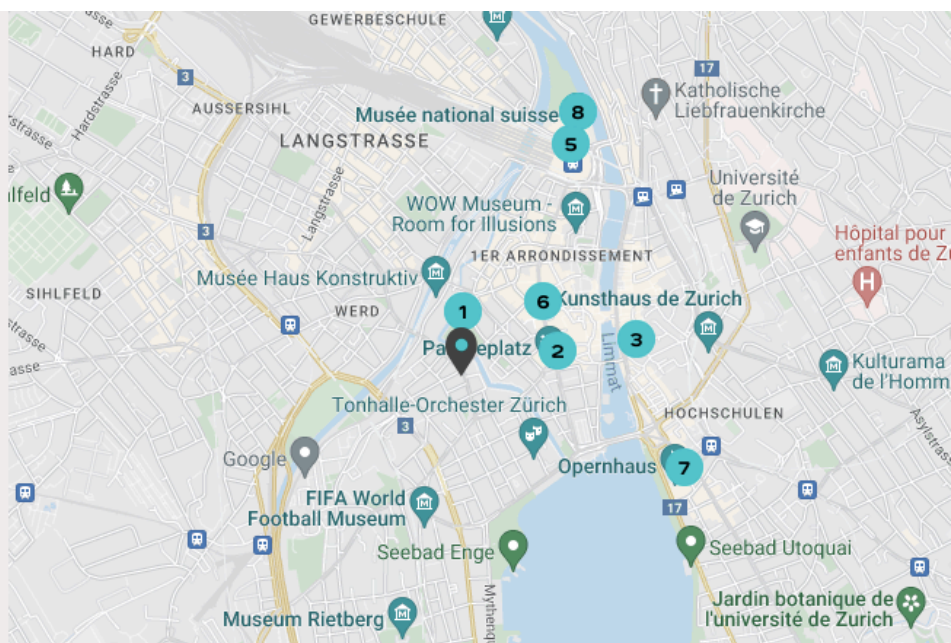 GEWERBESCHULE
HARD
3
17
Hardstrasse
AUSSERSIHL
Katholische
Liebfrauenkirche
Musée national suisse
8
5
LANGSTRASSE
Langstrasse
Université
de Zurich
WOW Museum -
Room for Illusions
3
1ER ARRONDISSEMENT
Hôpital pour
enfants de Zu
H
Musée Haus Konstruktiv
SIHLFELD
WERD
1
6
Kunsthaus de Zurich
2
3
Limmat
Kulturama
de l'Homm
Tonhalle-Orchester Zürich
HOCHSCHULEN
3
Asylstrasse
Google
Opernhaus
7
FIFA World
Football Museum
17
Seebad Enge
Seebad Utoquai
Mythenq
Museum Rietberg
Jardin botanique de
l'université de Zurich